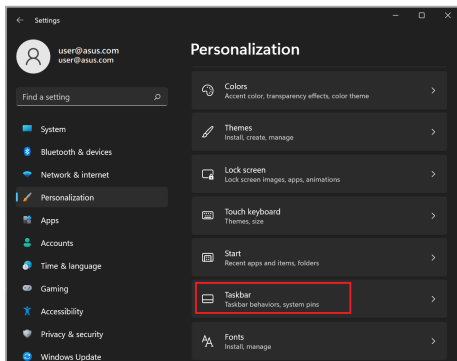 Settings
user@asus.com
user@asus.com
Find a setting
System
Bluetooth & devices
Network & internet
Personalization
Apps
Accounts
Time & language
Gaming
Accessibility
Privacy & security
Windows Update
Personalization
Colors
Accent color, transparency effects, color theme
Themes
Install, create, manage
Lock screen
Lock screen images, apps, animations
Touch keyboard
Themes, size
Start
Recent apps and items, folders
Taskbar
Taskbar behaviors, system pins
Fonts
Install, manage